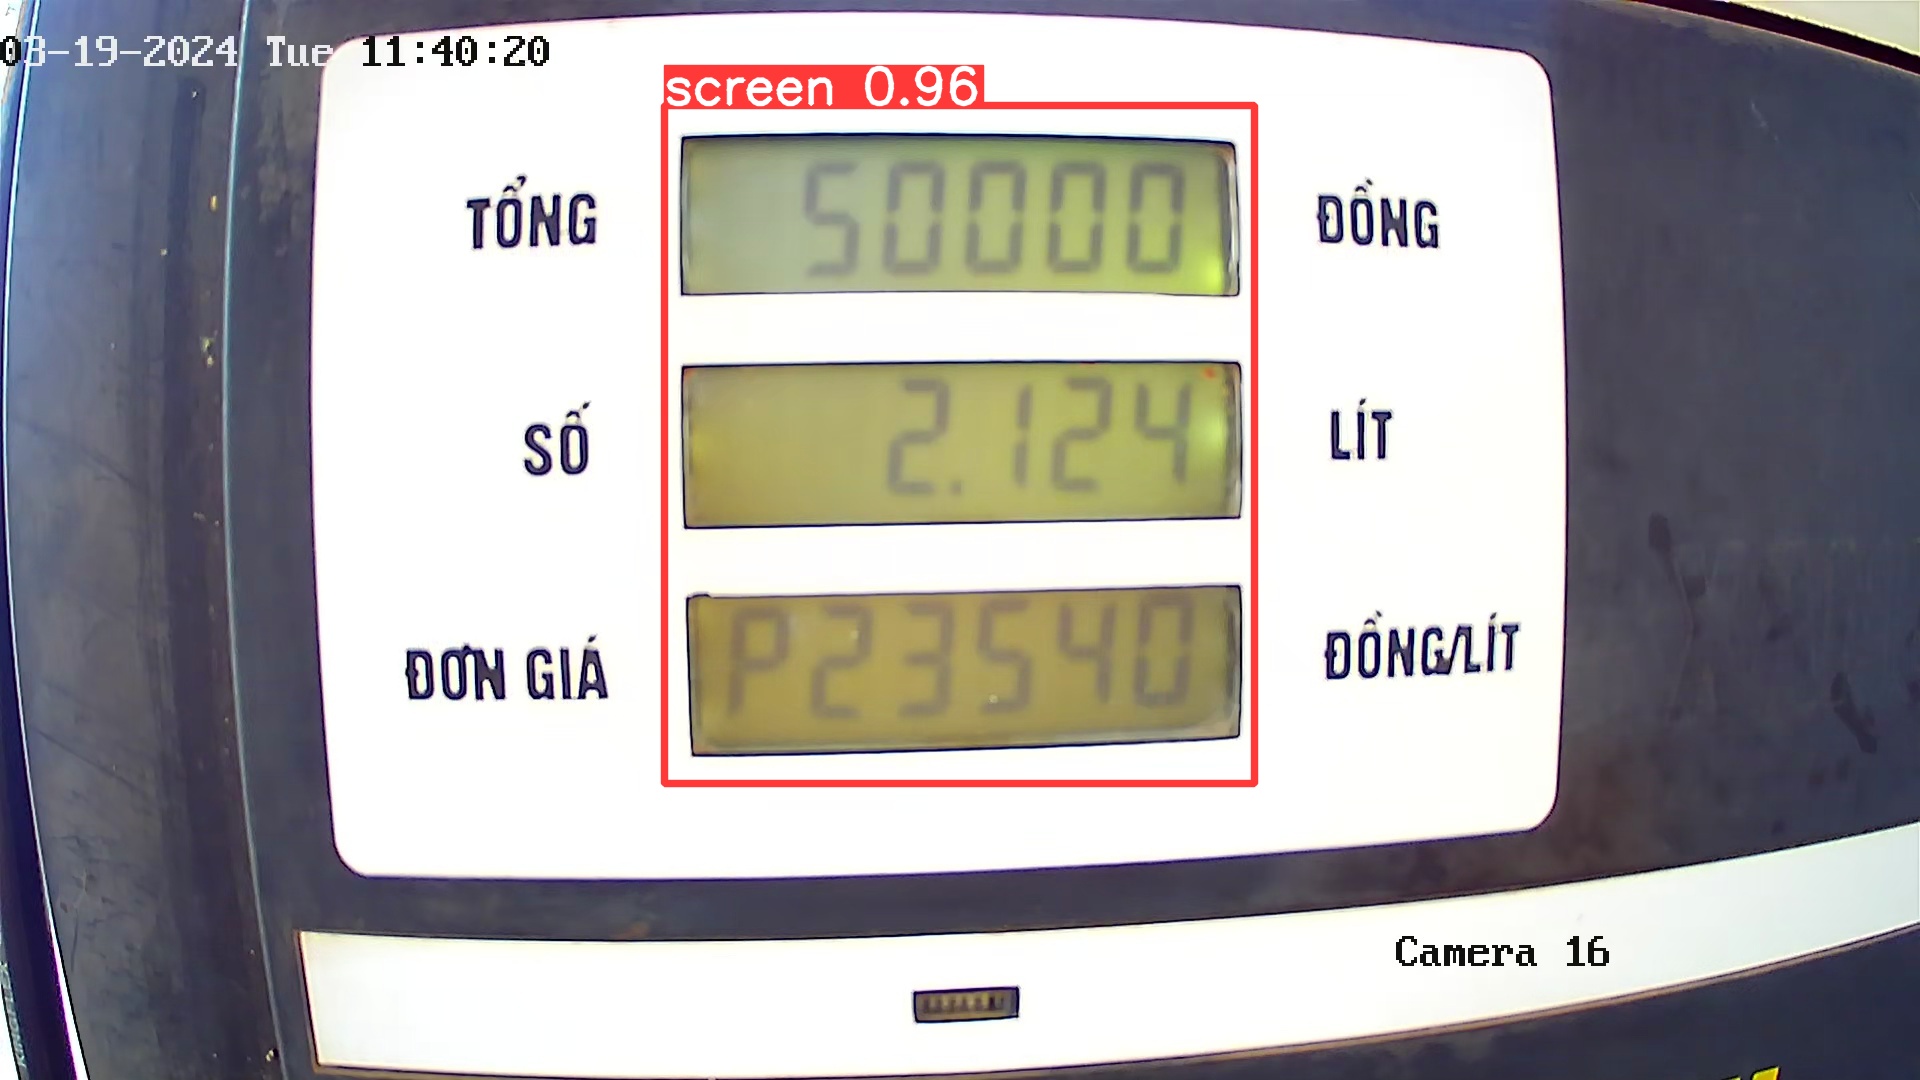 03-19-2024 Tue 11:40:20
screen 0.96
TỔNG 50000 ĐỒNG
SỐ 2.124 LÍT
ĐƠN GIÁ P23540 ĐỒNG/LÍT
Camera 16